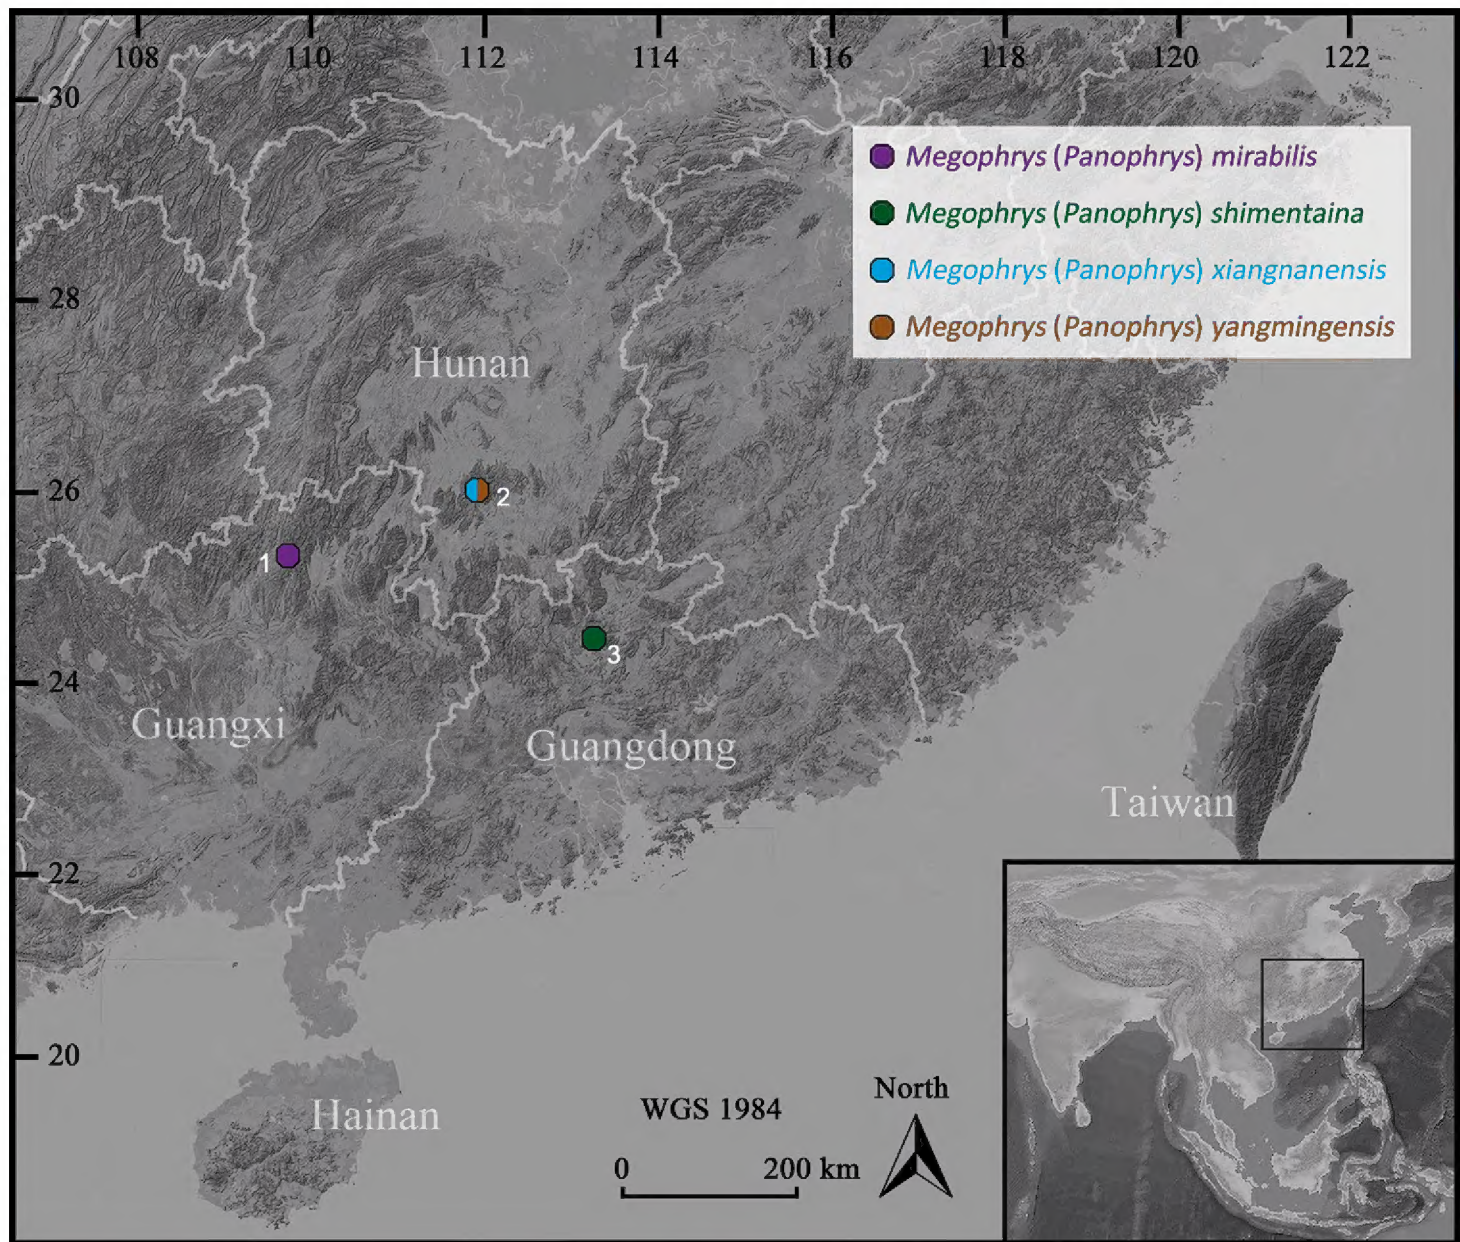 108 110 112 114 116 118 120 122
30
Megophrys (Panophrys) mirabilis
Megophrys (Panophrys) shimentaina
Megophrys (Panophrys) xiangnanensis
Megophrys (Panophrys) yangmingensis
28
Hunan
26
2
1
3
24
Guangxi
Guangdong
Taiwan
22
20
Hainan
WGS 1984
North
0 200 km